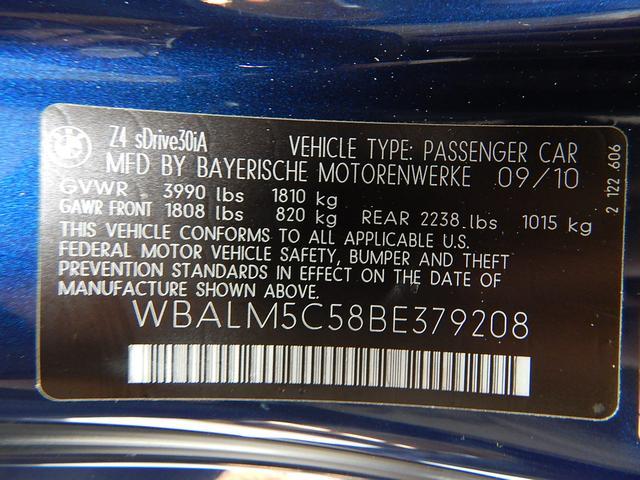 Z4 sDrive30iA VEHICLE TYPE: PASSENGER CAR
MFD BY BAYERISCHE MOTORENWERKE 09/10
GVWR 3990 lbs 1810 kg
GAWR FRONT 1808 lbs 820 kg REAR 2238 lbs 1015 kg
THIS VEHICLE CONFORMS TO ALL APPLICABLE U.S.
FEDERAL MOTOR VEHICLE SAFETY, BUMPER AND THEFT
PREVENTION STANDARDS IN EFFECT ON THE DATE OF
MANUFACTURE SHOWN ABOVE.
WBALM5C58BE379208
2 122 606